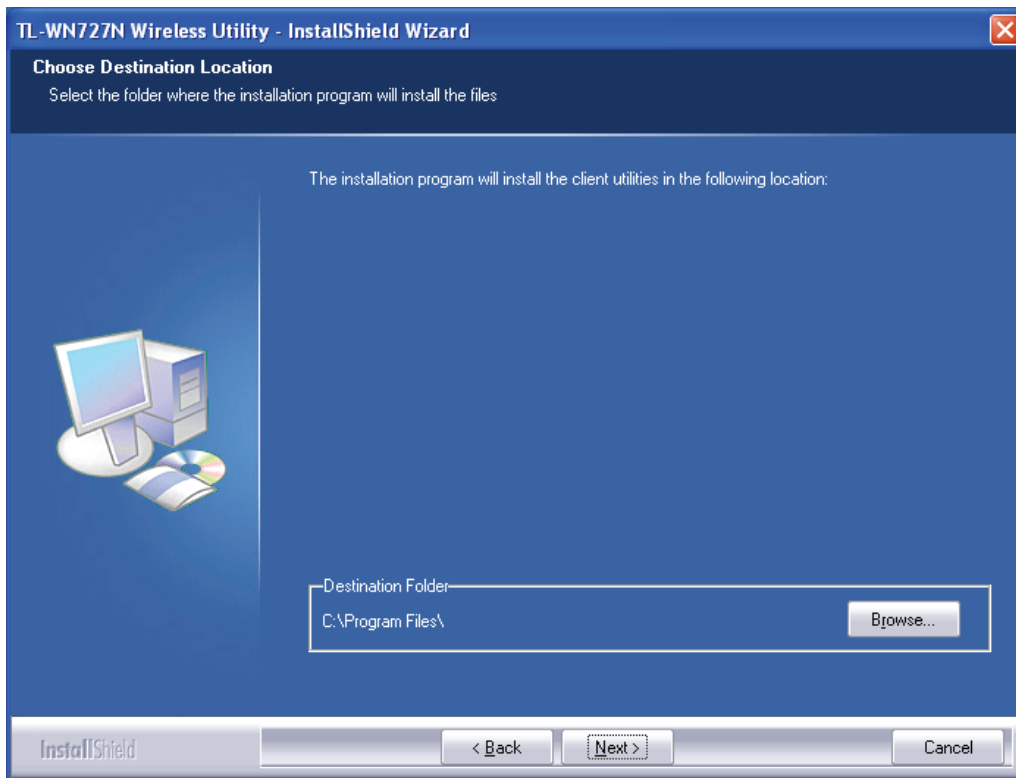 TL-WN727N Wireless Utility - InstallShield Wizard
Choose Destination Location
Select the folder where the installation program will install the files
The installation program will install the client utilities in the following location:
Destination Folder
C:\Program Files\
Browse...
InstallShield
< Back
Next >
Cancel